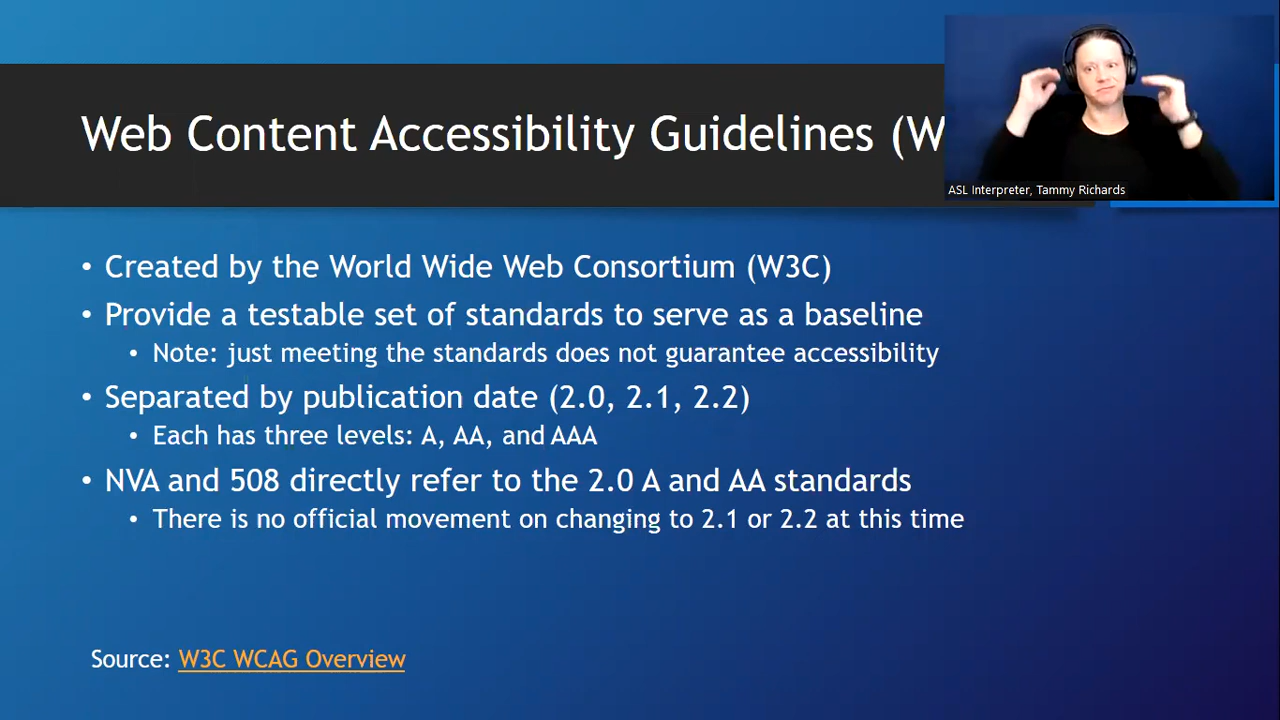 Web Content Accessibility Guidelines (W
ASL Interpreter, Tammy Richards
• Created by the World Wide Web Consortium (W3C)
• Provide a testable set of standards to serve as a baseline
• Note: just meeting the standards does not guarantee accessibility
• Separated by publication date (2.0, 2.1, 2.2)
• Each has three levels: A, AA, and AAA
• NVA and 508 directly refer to the 2.0 A and AA standards
• There is no official movement on changing to 2.1 or 2.2 at this time
Source: W3C WCAG Overview